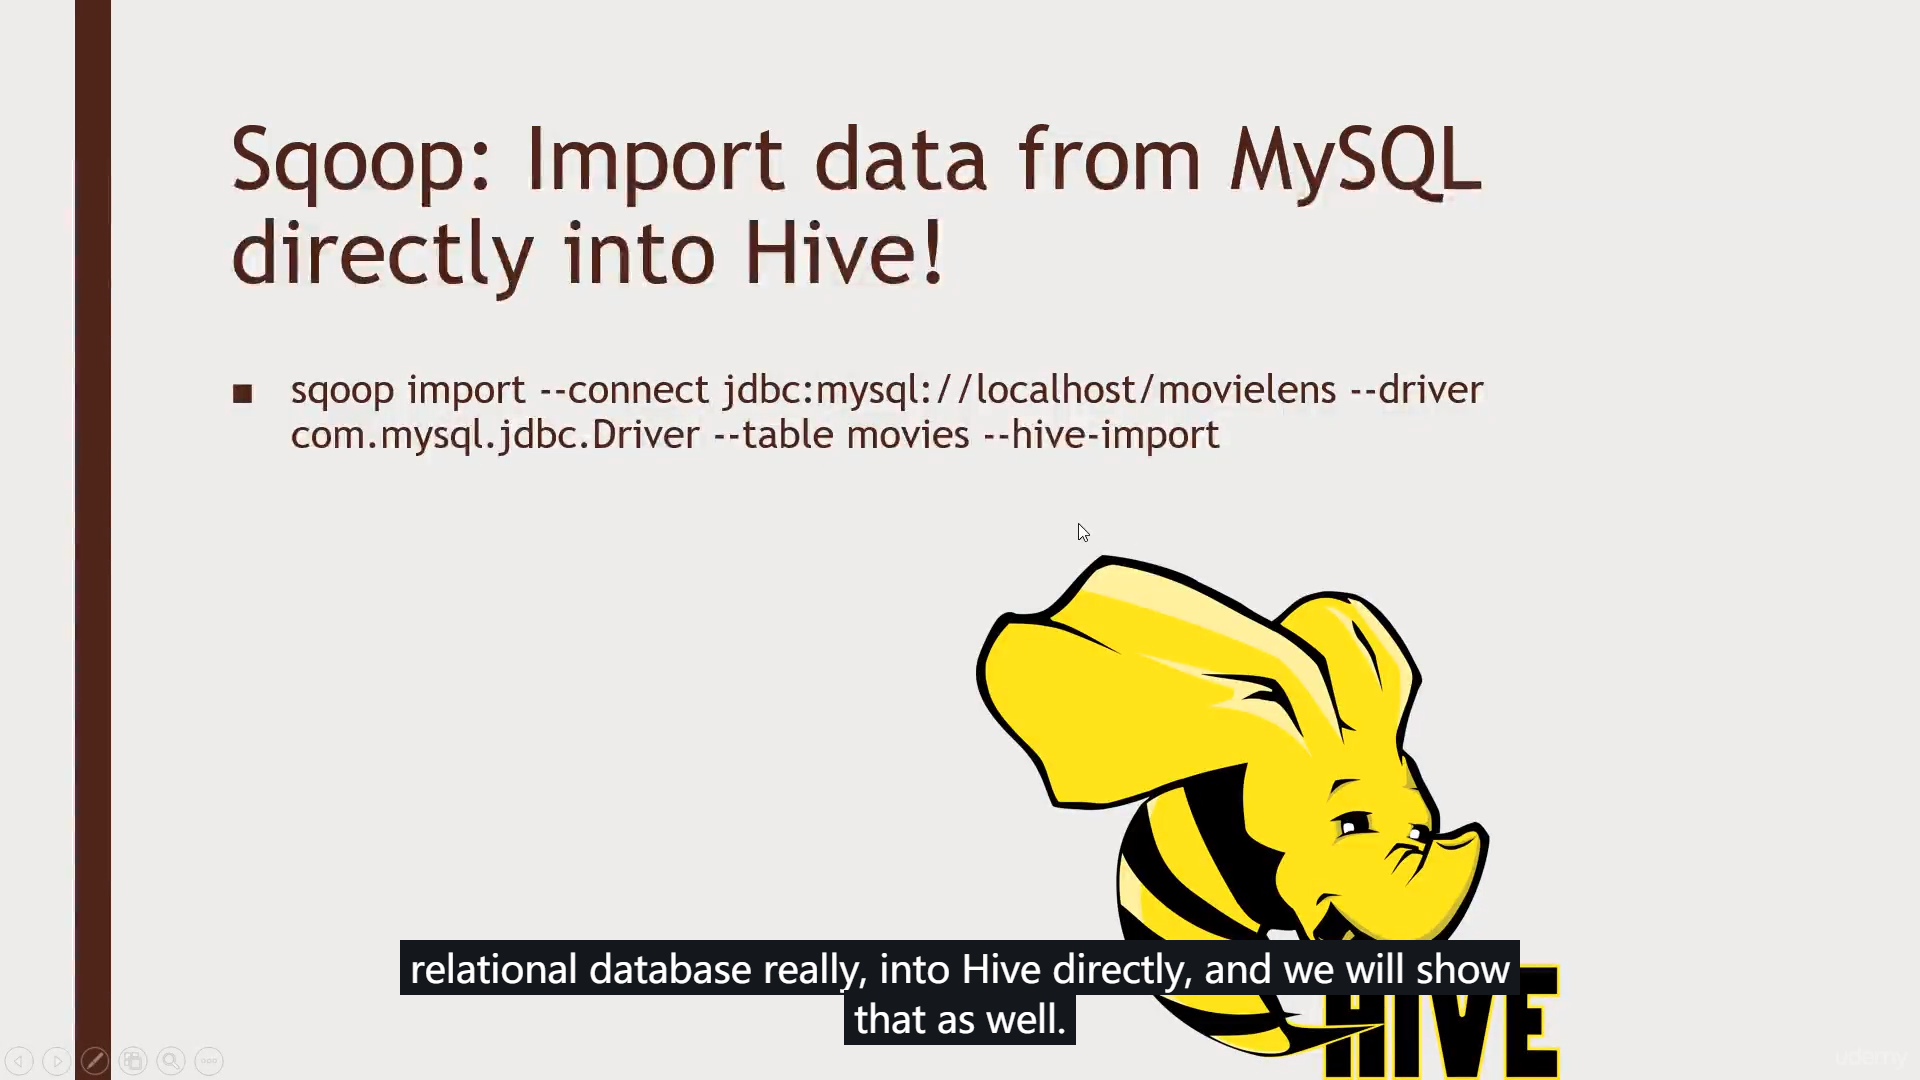 Sqoop: Import data from MySQL
directly into Hive!
■ sqoop import --connect jdbc:mysql://localhost/movielens --driver
com.mysql.jdbc.Driver --table movies --hive-import
relational database really, into Hive directly, and we will show
that as well.
HIVE
udemy